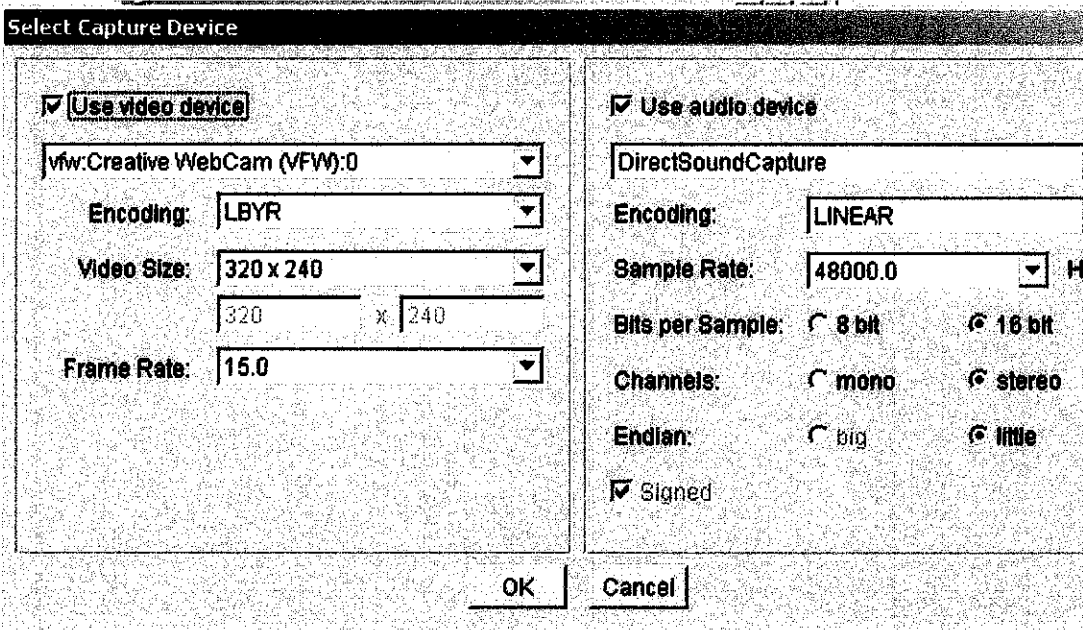 Select Capture Device
Use video device
vfw:Creative WebCam (VFW):0
Encoding: LBYR
Video Size: 320 x 240
320 x 240
Frame Rate: 15.0
Use audio device
DirectSoundCapture
Encoding: LINEAR
Sample Rate: 48000.0 H
Bits per Sample: 8 bit 16 bit
Channels: mono stereo
Endian: big little
Signed
OK Cancel